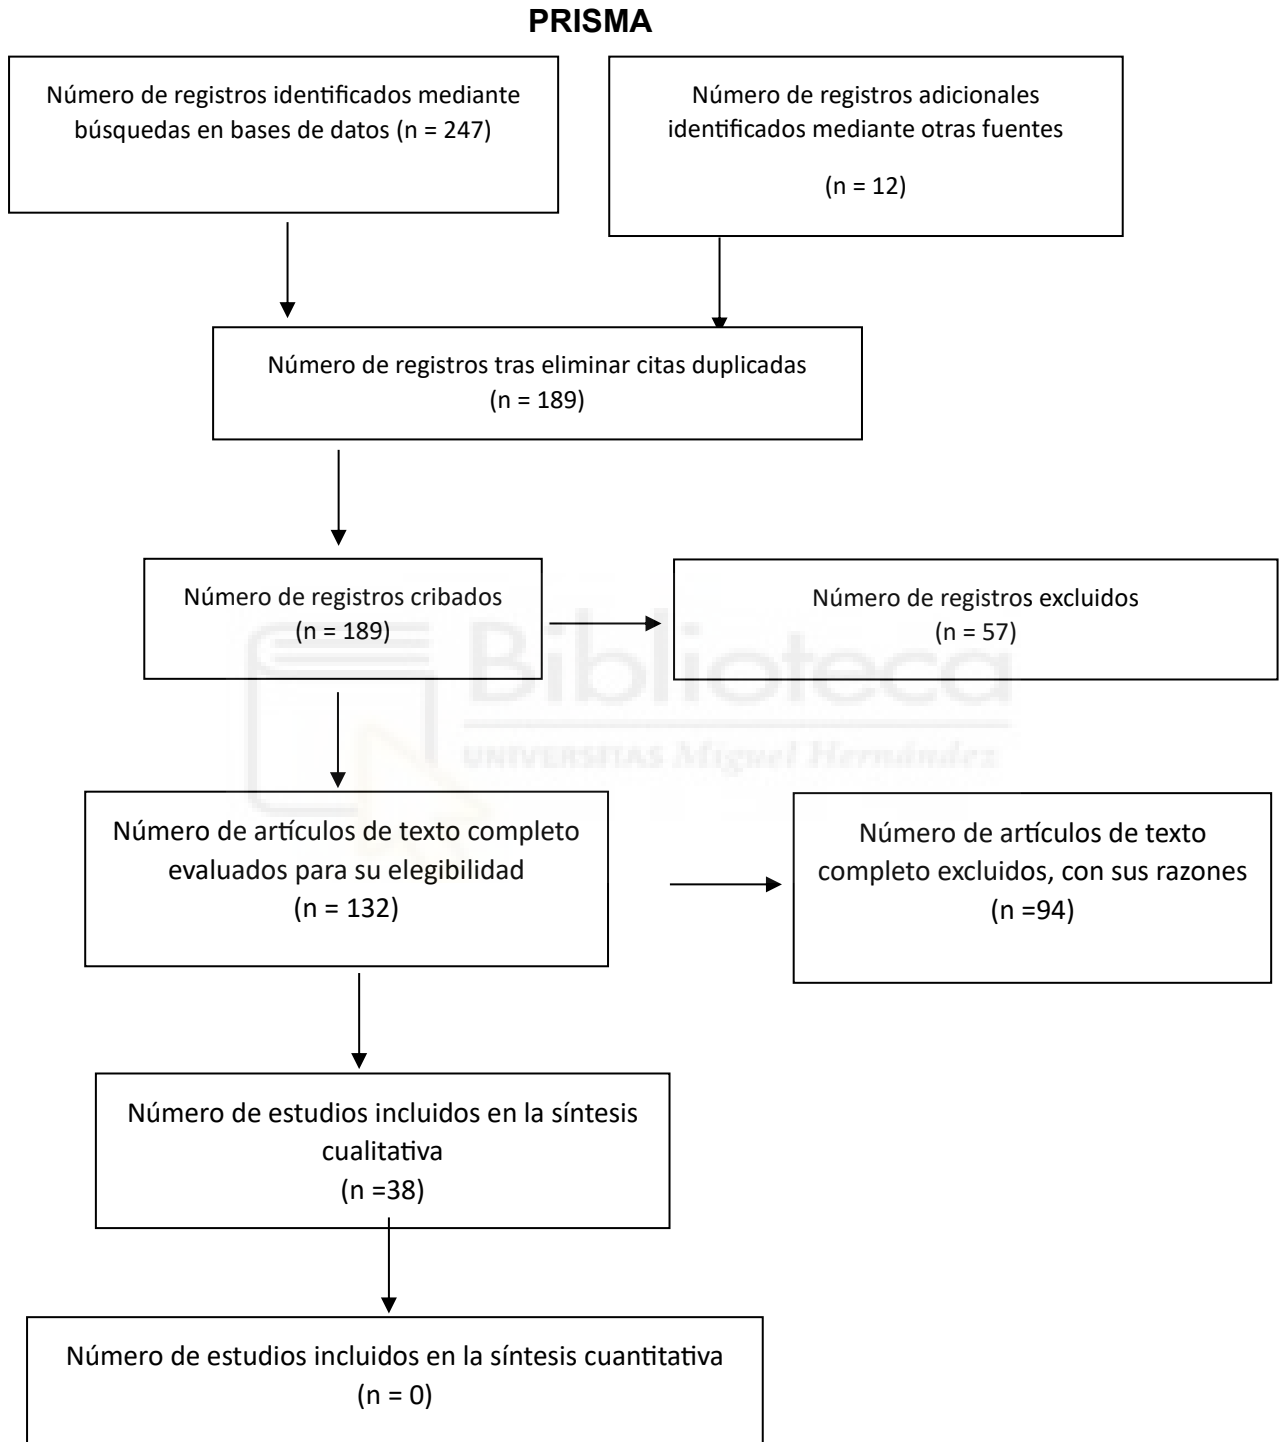 PRISMA
Número de registros identificados mediante
búsquedas en bases de datos (n = 247)
Número de registros adicionales
identificados mediante otras fuentes
(n = 12)
Número de registros tras eliminar citas duplicadas
(n = 189)
Número de registros cribados
(n = 189)
Número de registros excluidos
(n = 57)
Biblioteca
UNIVERSITAS Miguel Hernández
Número de artículos de texto completo
evaluados para su elegibilidad
(n = 132)
Número de artículos de texto
completo excluidos, con sus razones
(n =94)
Número de estudios incluidos en la síntesis
cualitativa
(n =38)
Número de estudios incluidos en la síntesis cuantitativa
(n = 0)